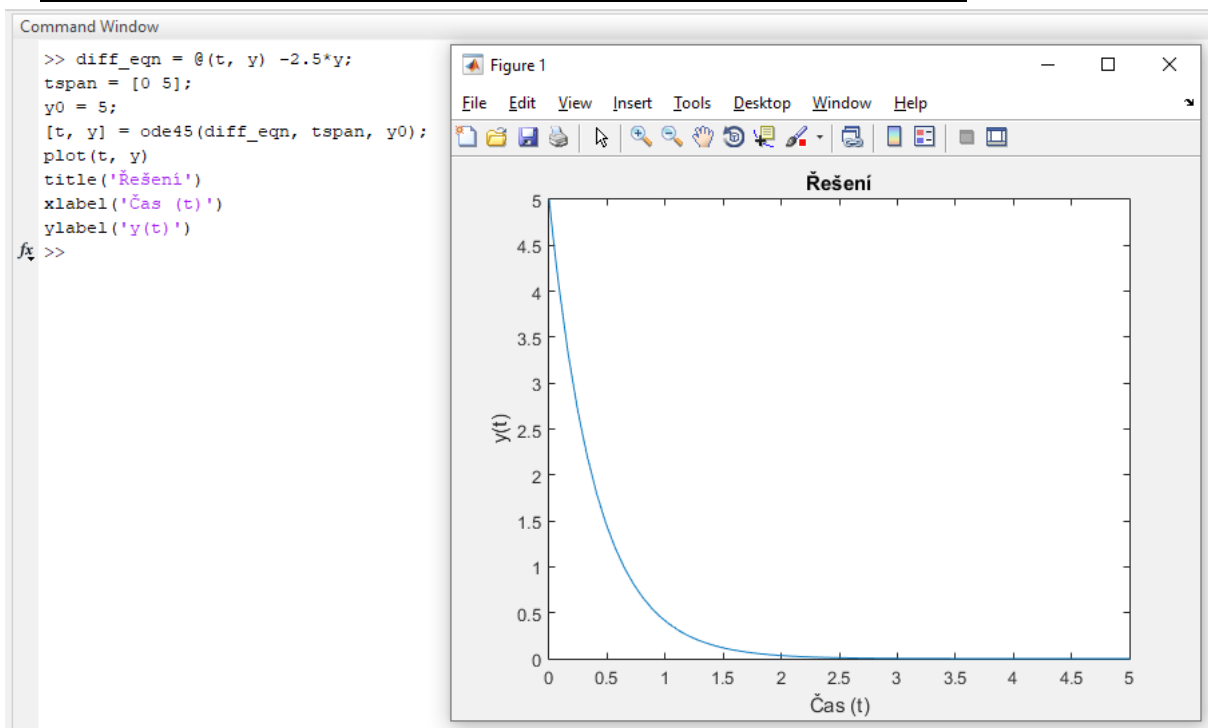 Command Window
>> diff_eqn = @(t, y) -2.5*y;
tspan = [0 5];
y0 = 5;
[t, y] = ode45(diff_eqn, tspan, y0);
plot(t, y)
title('Řešení')
xlabel('Čas (t)')
ylabel('y(t)')
fx >>
Figure 1
File Edit View Insert Tools Desktop Window Help
Řešení
5
4.5
4
3.5
3
2.5
2
1.5
1
0.5
0
y(t)
0 0.5 1 1.5 2 2.5 3 3.5 4 4.5 5
Čas (t)